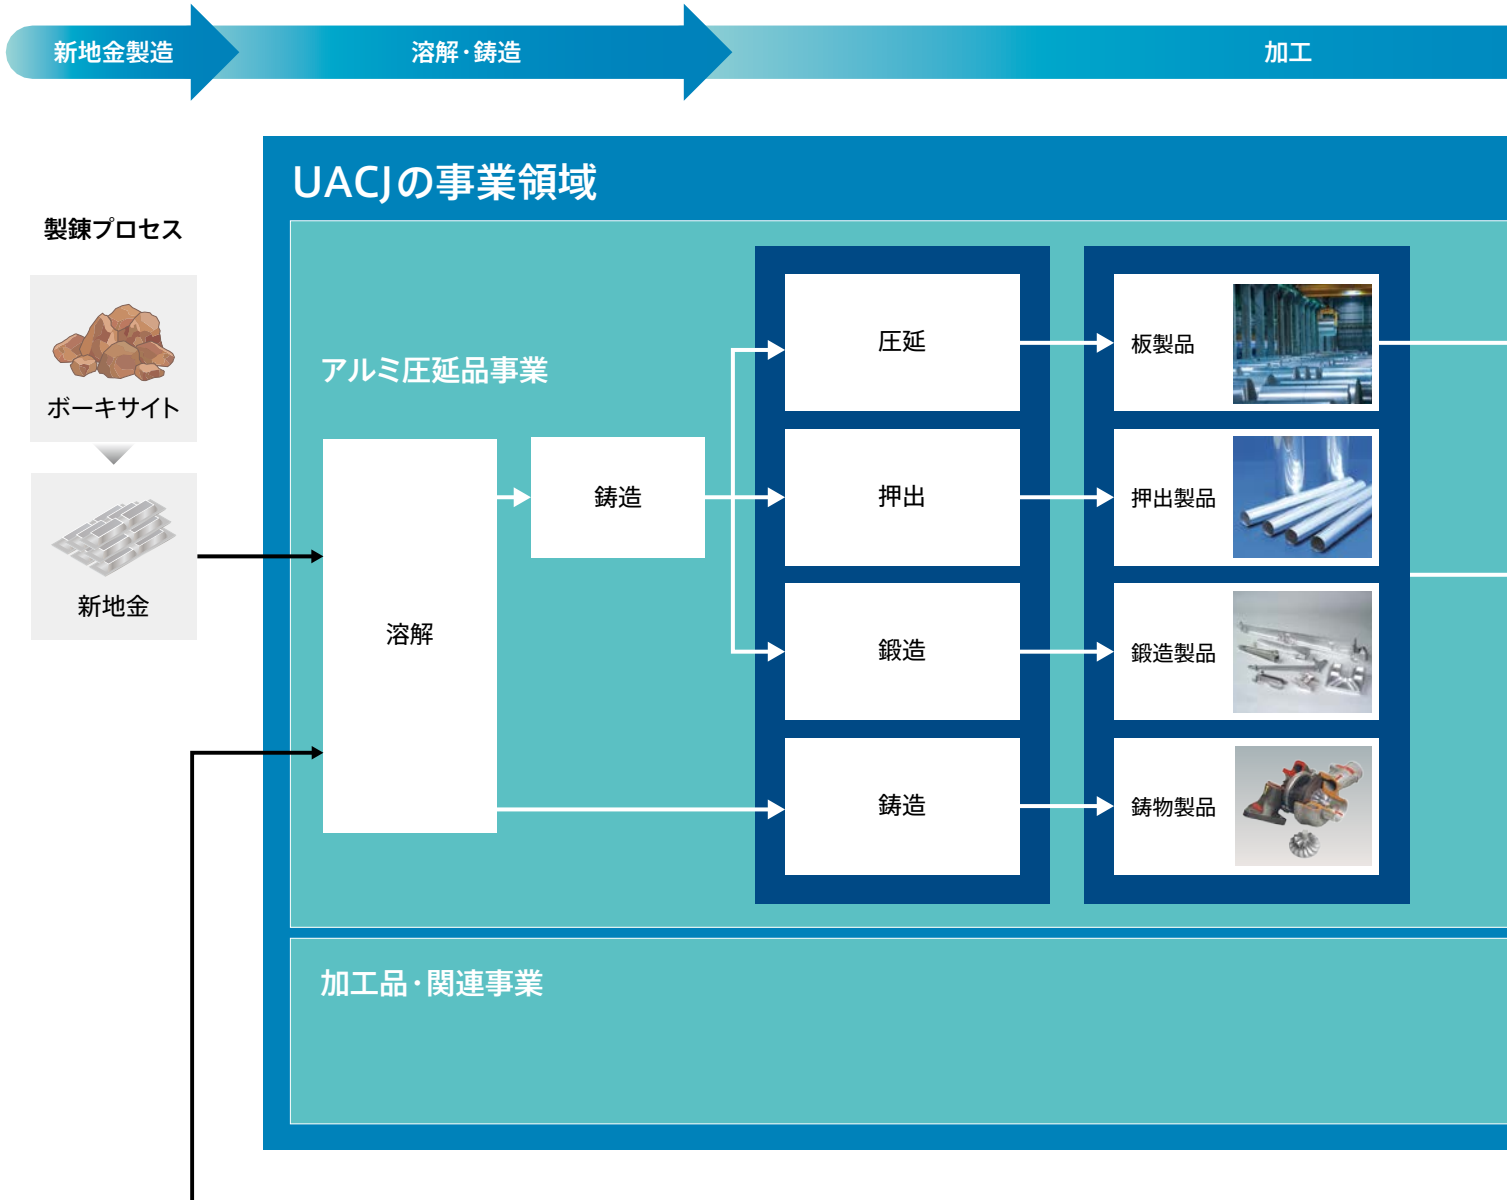 新地金製造
溶解・鋳造
加工
UACJの事業領域
製錬プロセス
ボーキサイト
新地金
アルミ圧延品事業
溶解
鋳造
圧延
押出
鍛造
鋳造
板製品
押出製品
鍛造製品
鋳物製品
加工品・関連事業